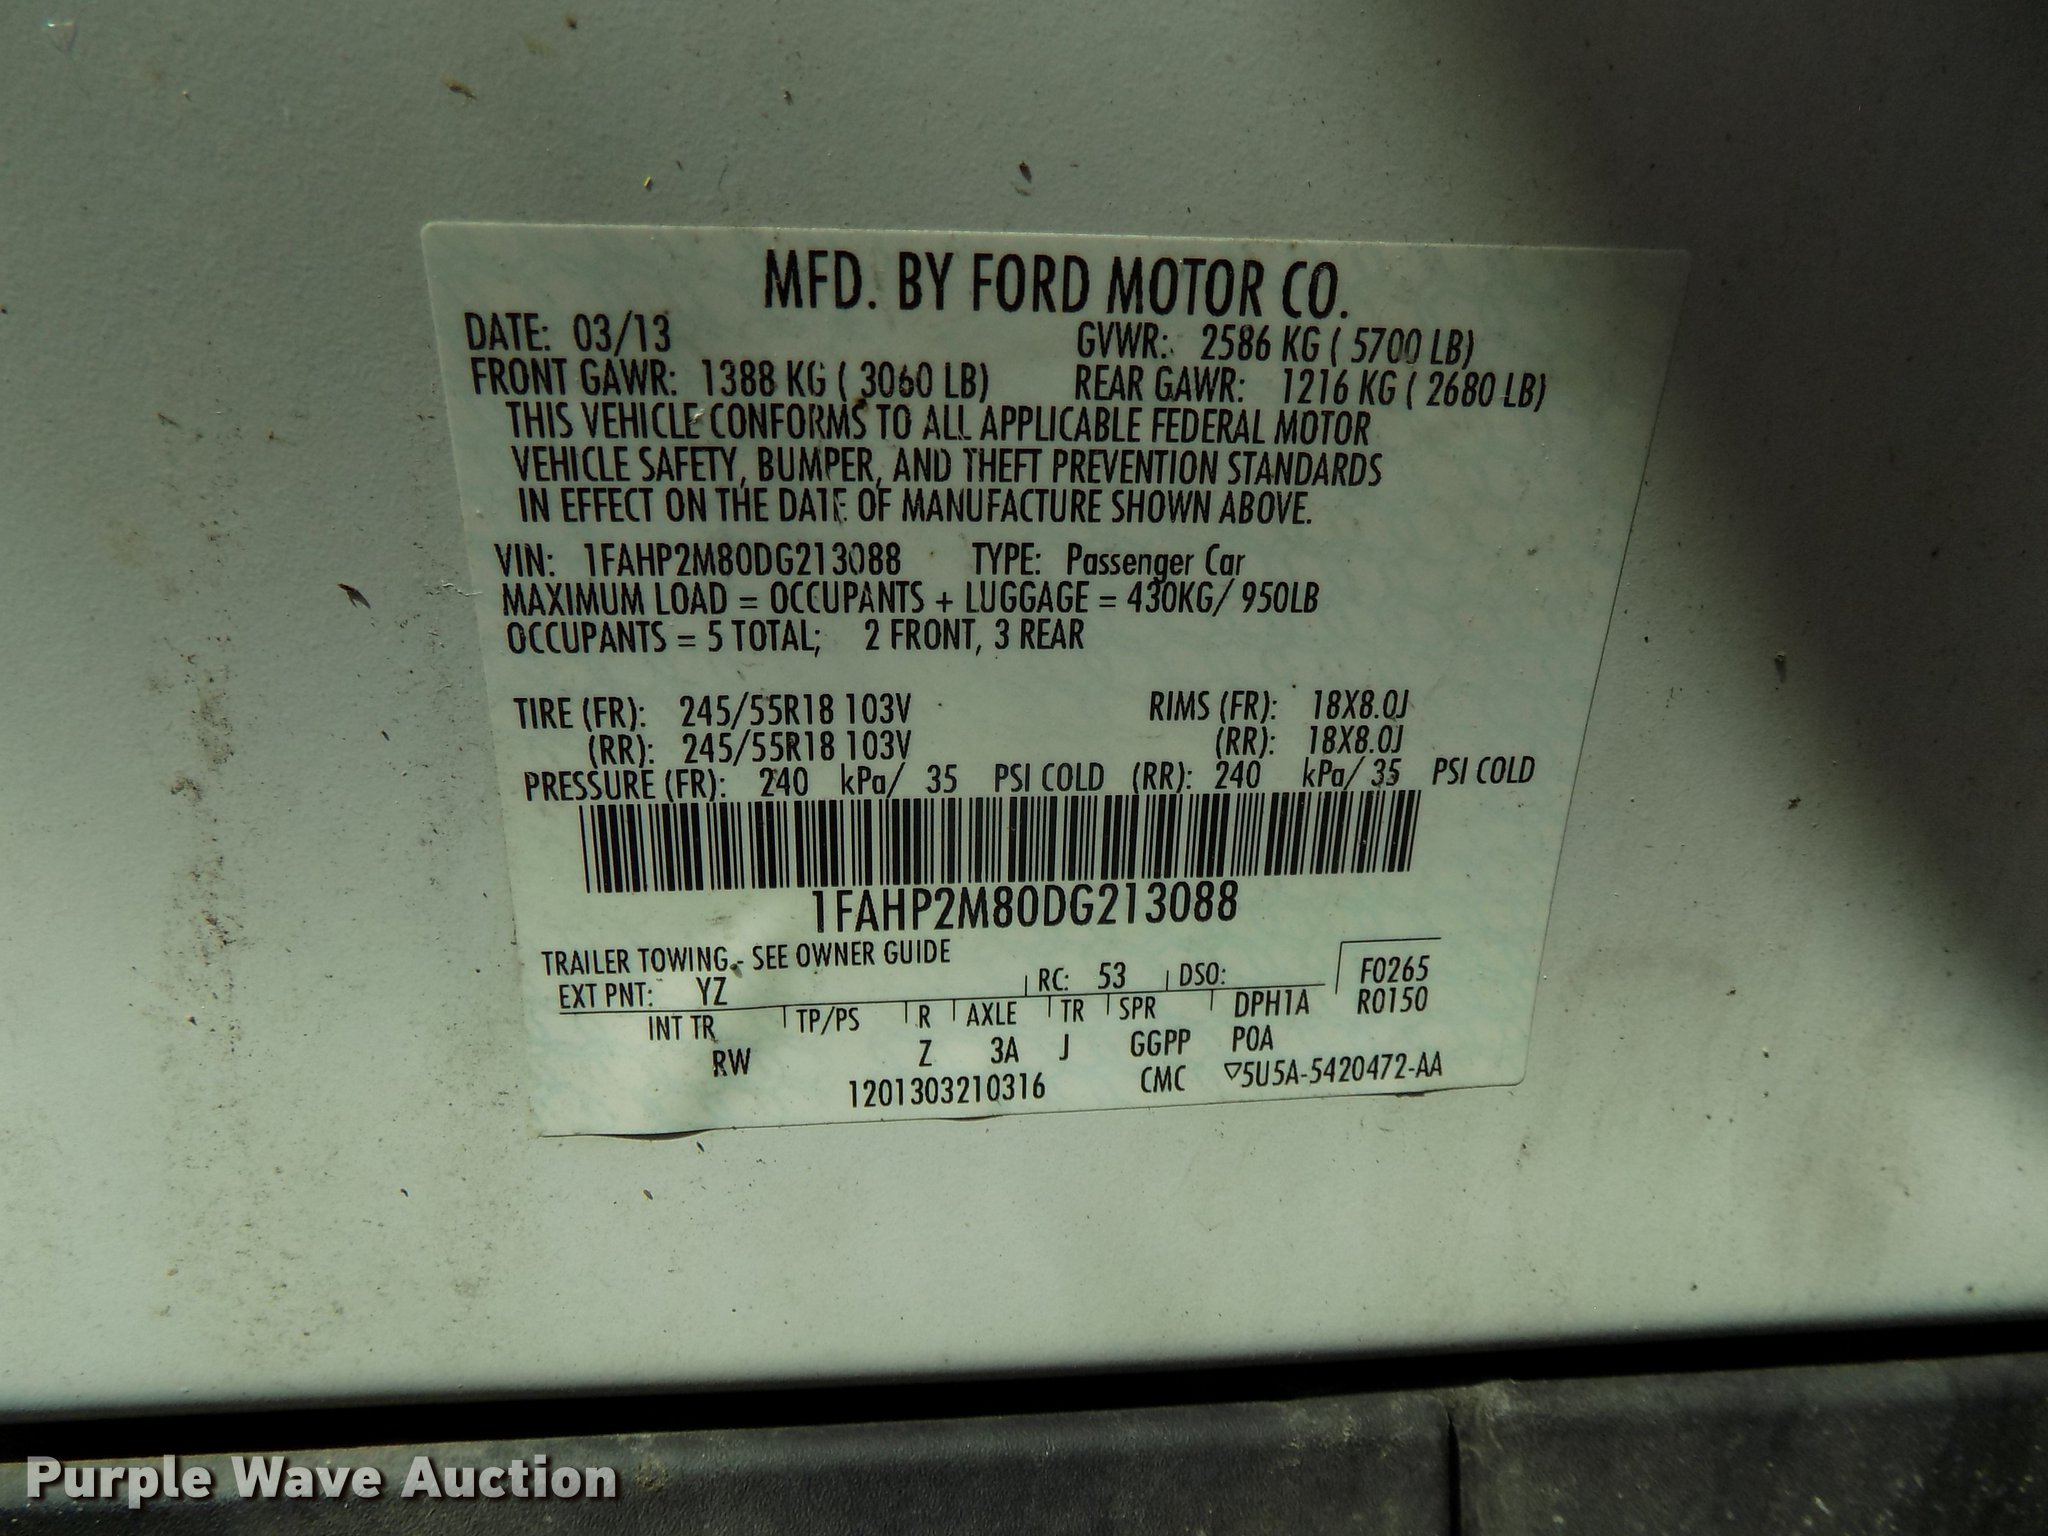 MFD. BY FORD MOTOR CO.
DATE: 03/13 GVWR: 2586 KG ( 5700 LB)
FRONT GAWR: 1388 KG ( 3060 LB) REAR GAWR: 1216 KG ( 2680 LB)
THIS VEHICLE CONFORMS TO ALL APPLICABLE FEDERAL MOTOR
VEHICLE SAFETY, BUMPER, AND THEFT PREVENTION STANDARDS
IN EFFECT ON THE DATE OF MANUFACTURE SHOWN ABOVE.
VIN: 1FAHP2M80DG213088 TYPE: Passenger Car
MAXIMUM LOAD = OCCUPANTS + LUGGAGE = 430KG/ 950LB
OCCUPANTS = 5 TOTAL; 2 FRONT, 3 REAR
TIRE (FR): 245/55R18 103V RIMS (FR): 18X8.0J
(RR): 245/55R18 103V (RR): 18X8.0J
PRESSURE (FR): 240 kPa/ 35 PSI COLD (RR): 240 kPa/ 35 PSI COLD
1FAHP2M80DG213088
TRAILER TOWING - SEE OWNER GUIDE
EXT PNT: YZ RC: 53 DSO: F0265
INT TR TP/PS R AXLE TR SPR DPH1A R0150
RW Z 3A J GGPP POA
1201303210316 CMC ▽5U5A-5420472-AA
Purple Wave Auction